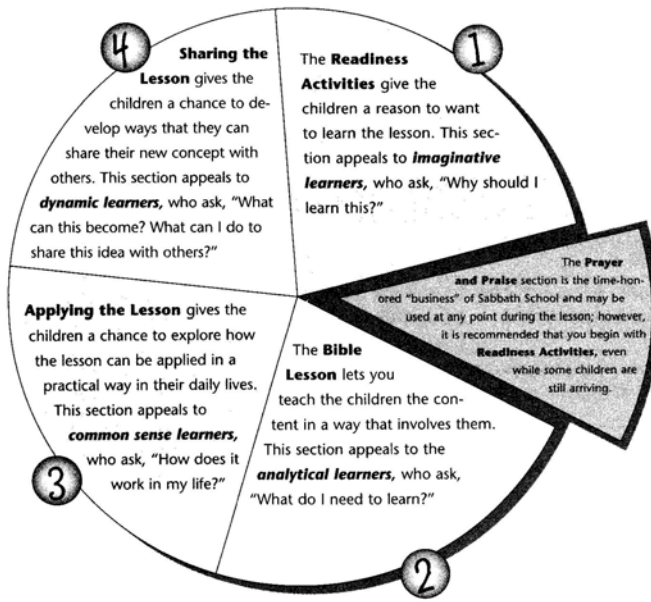 1
The Readiness
Activities give the
children a reason to want
to learn the lesson. This sec-
tion appeals to imaginative
learners, who ask, “Why should I
learn this?”
The Prayer
and Praise section is the time-hon-
ored “business” of Sabbath School and may be
used at any point during the lesson; however,
it is recommended that you begin with
Readiness Activities, even
while some children are
still arriving.
2
The Bible
Lesson lets you
teach the children the con-
tent in a way that involves them.
This section appeals to the
analytical learners, who ask,
“What do I need to learn?”
3
Applying the Lesson gives the
children a chance to explore how
the lesson can be applied in a
practical way in their daily lives.
This section appeals to
common sense learners,
who ask, “How does it
work in my life?”
4
Sharing the
Lesson gives the
children a chance to de-
velop ways that they can
share their new concept with
others. This section appeals to
dynamic learners, who ask, “What
can this become? What can I do to
share this idea with others?”